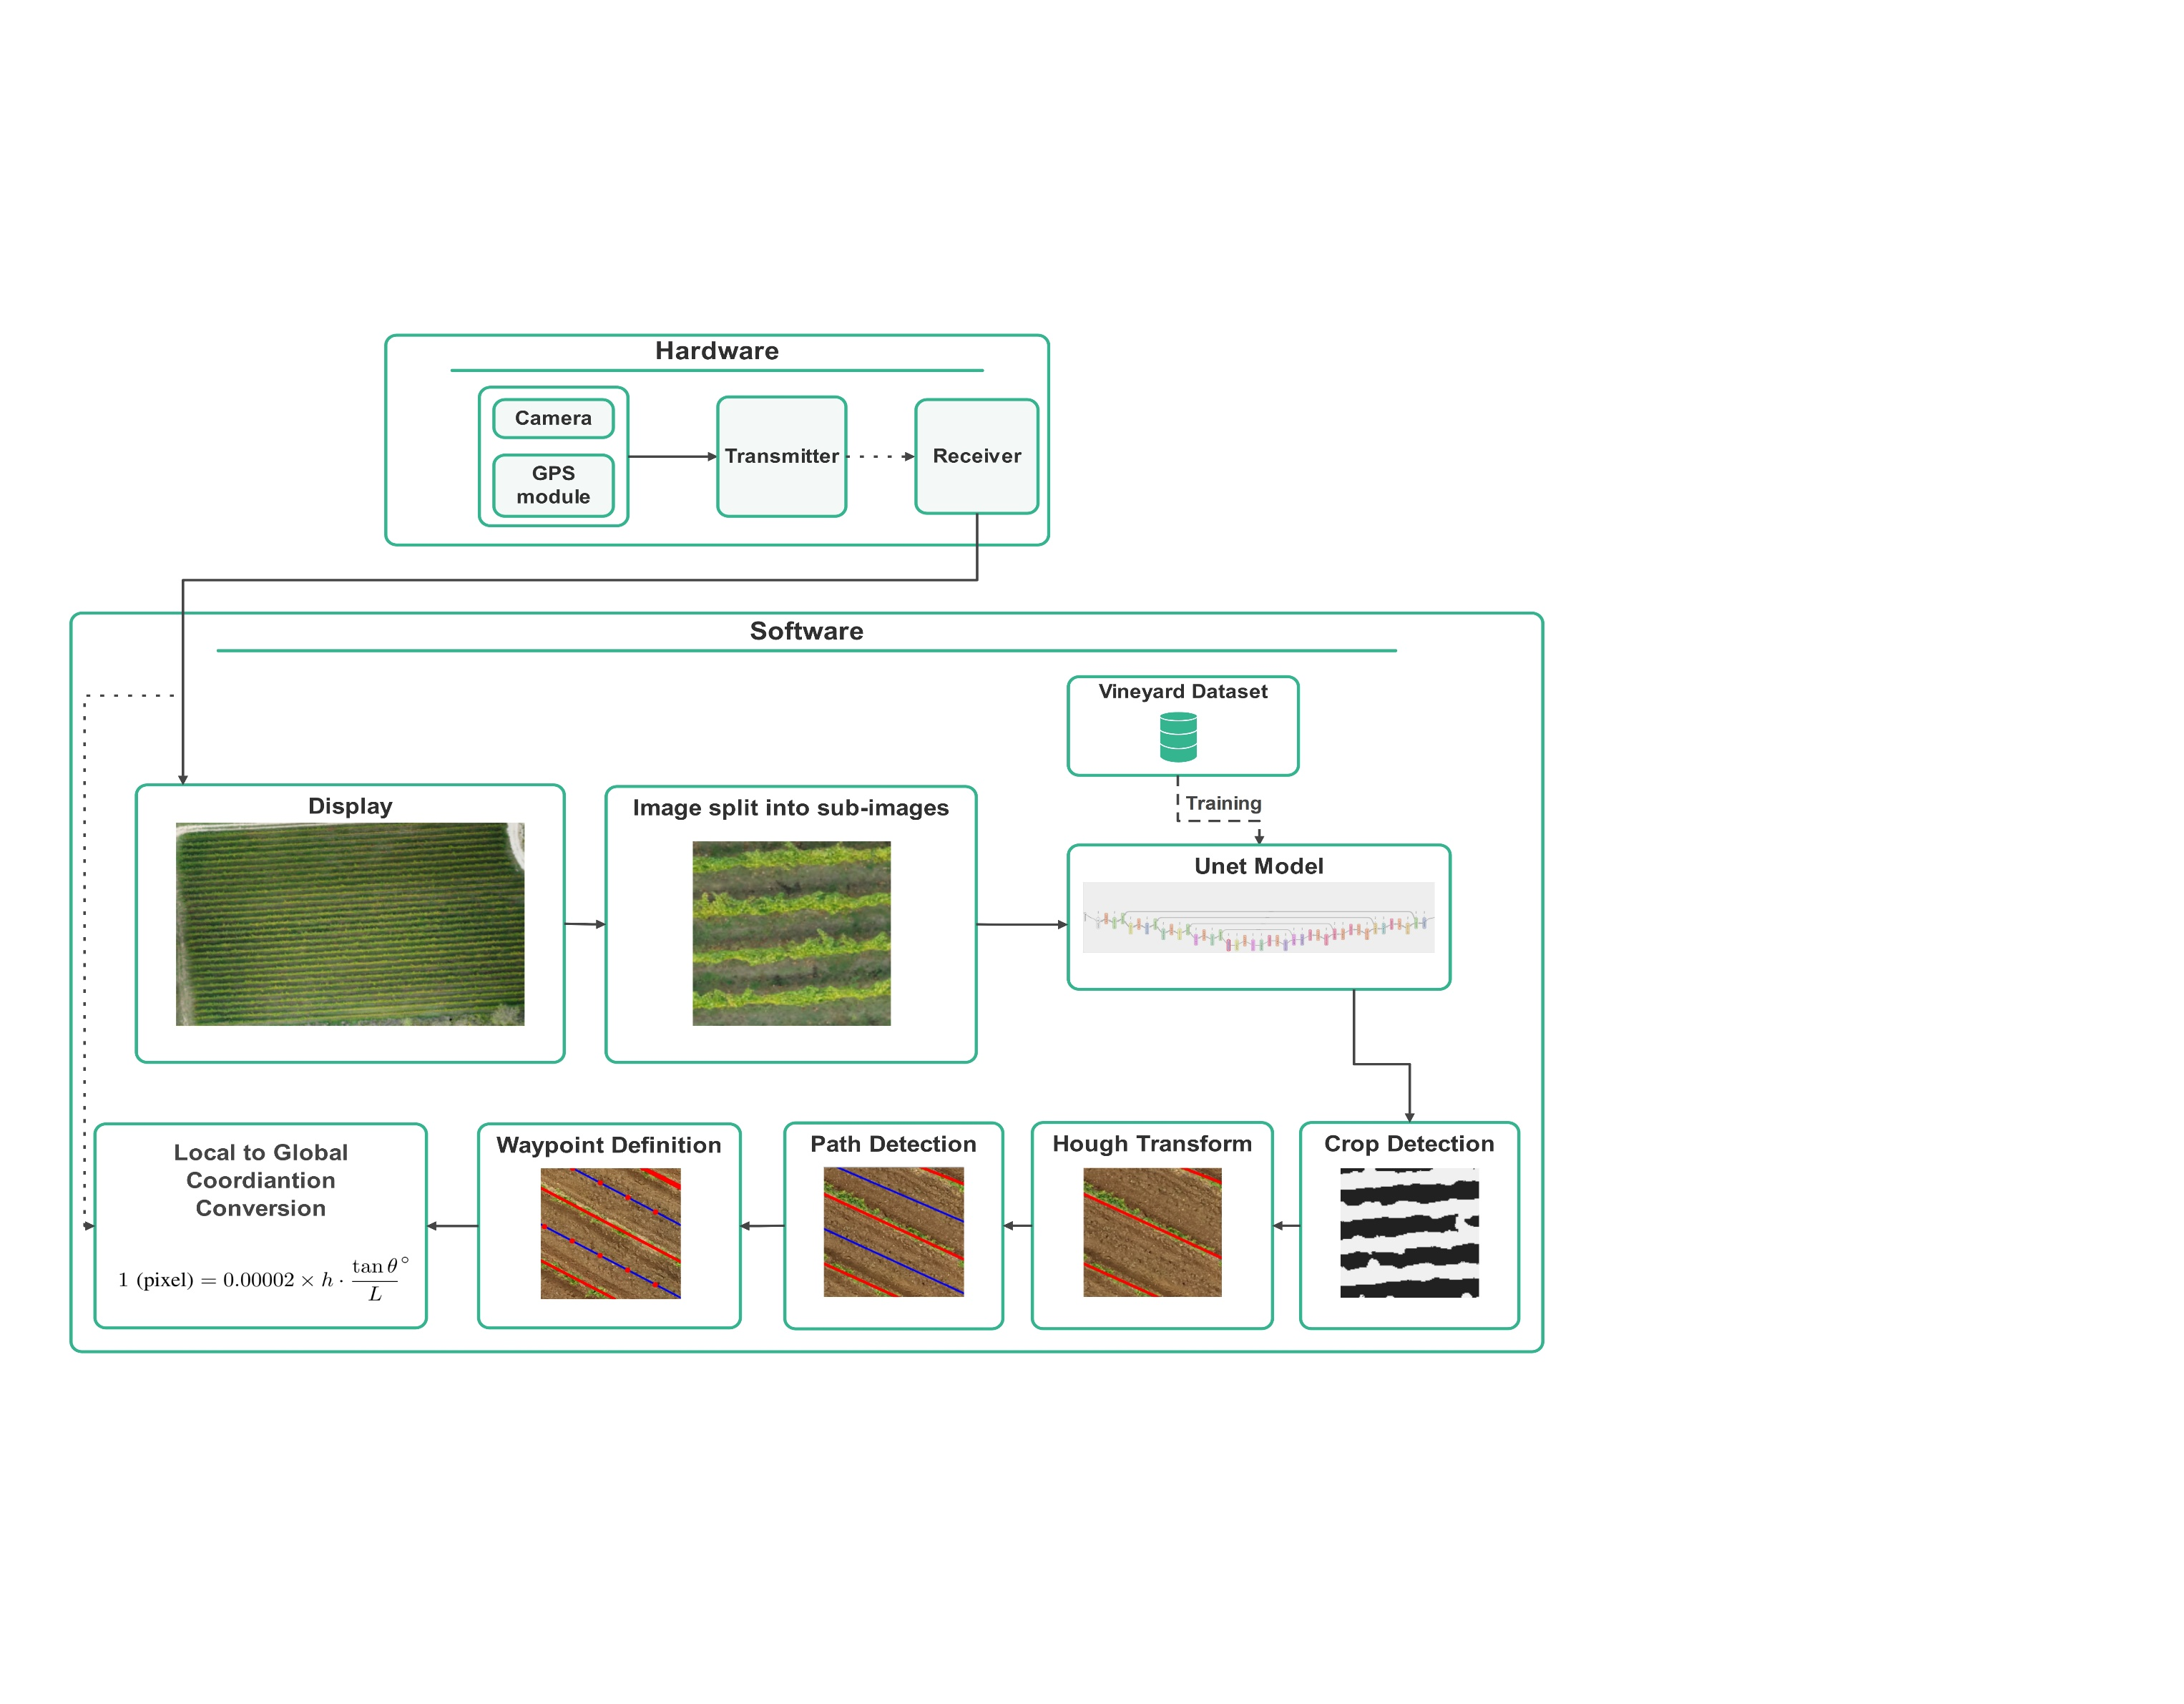 Hardware
Camera
GPS
module
Transmitter
Receiver
Software
Vineyard Dataset
Training
Display
Image split into sub-images
Unet Model
Local to Global
Coordiantion
Conversion
1 (pixel) = 0.00002 × h · tan θ° / L
Waypoint Definition
Path Detection
Hough Transform
Crop Detection